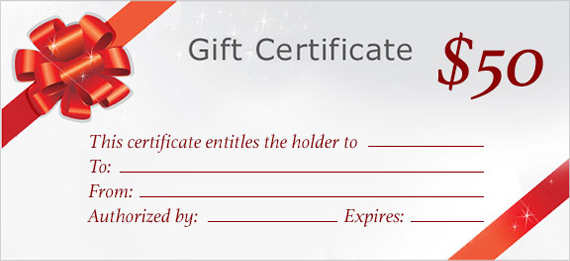 Gift Certificate $50
This certificate entitles the holder to
To:
From:
Authorized by: Expires: